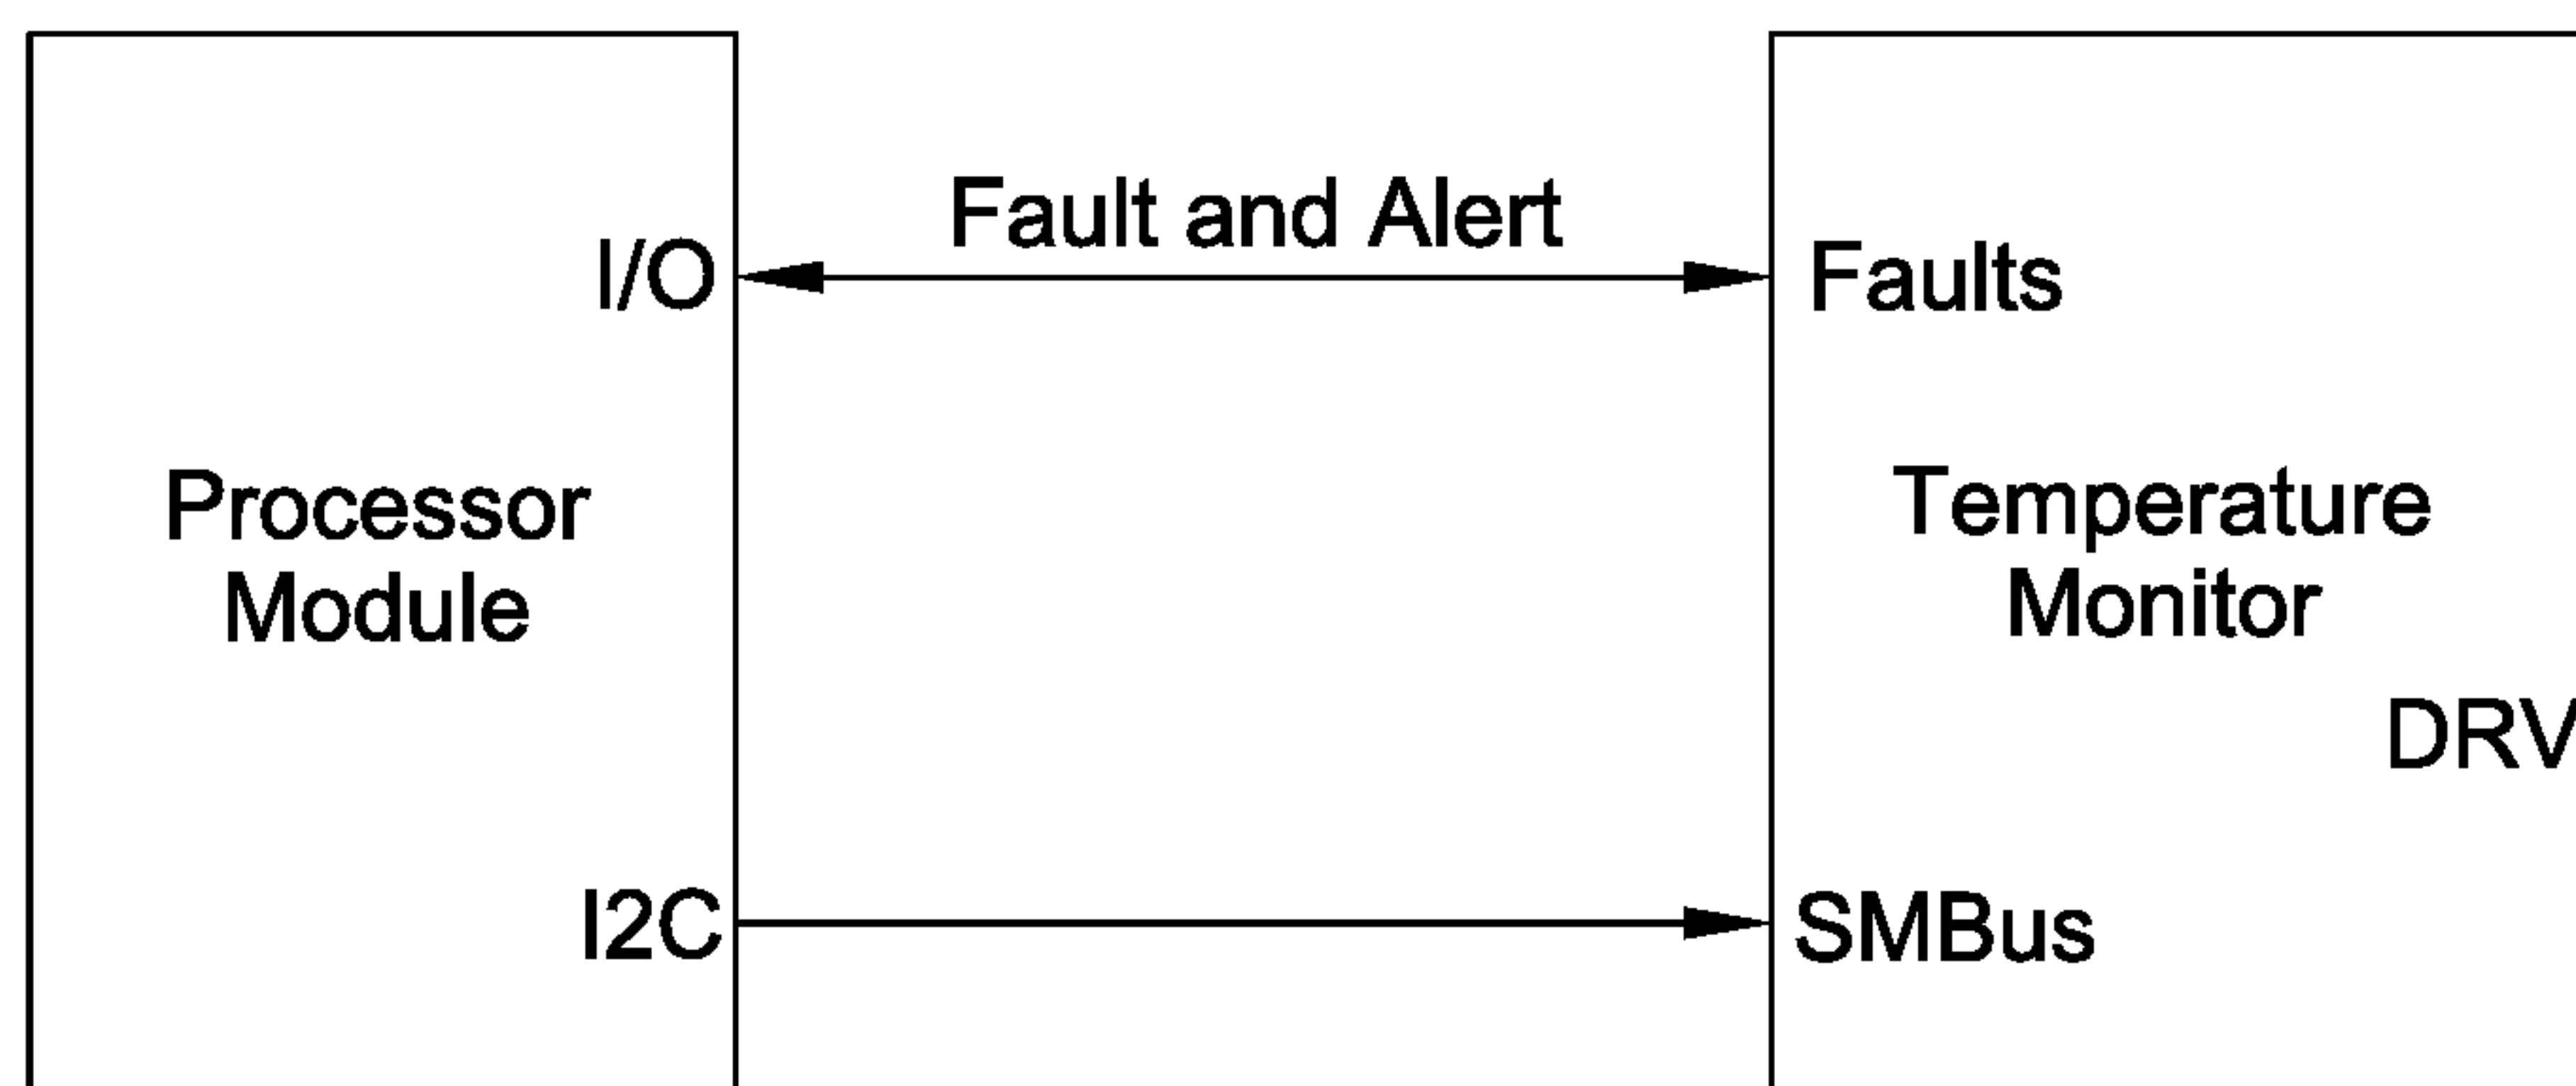 Fault and Alert
I/O
Faults
Processor
Module
Temperature
Monitor
DRV
I2C
SMBus